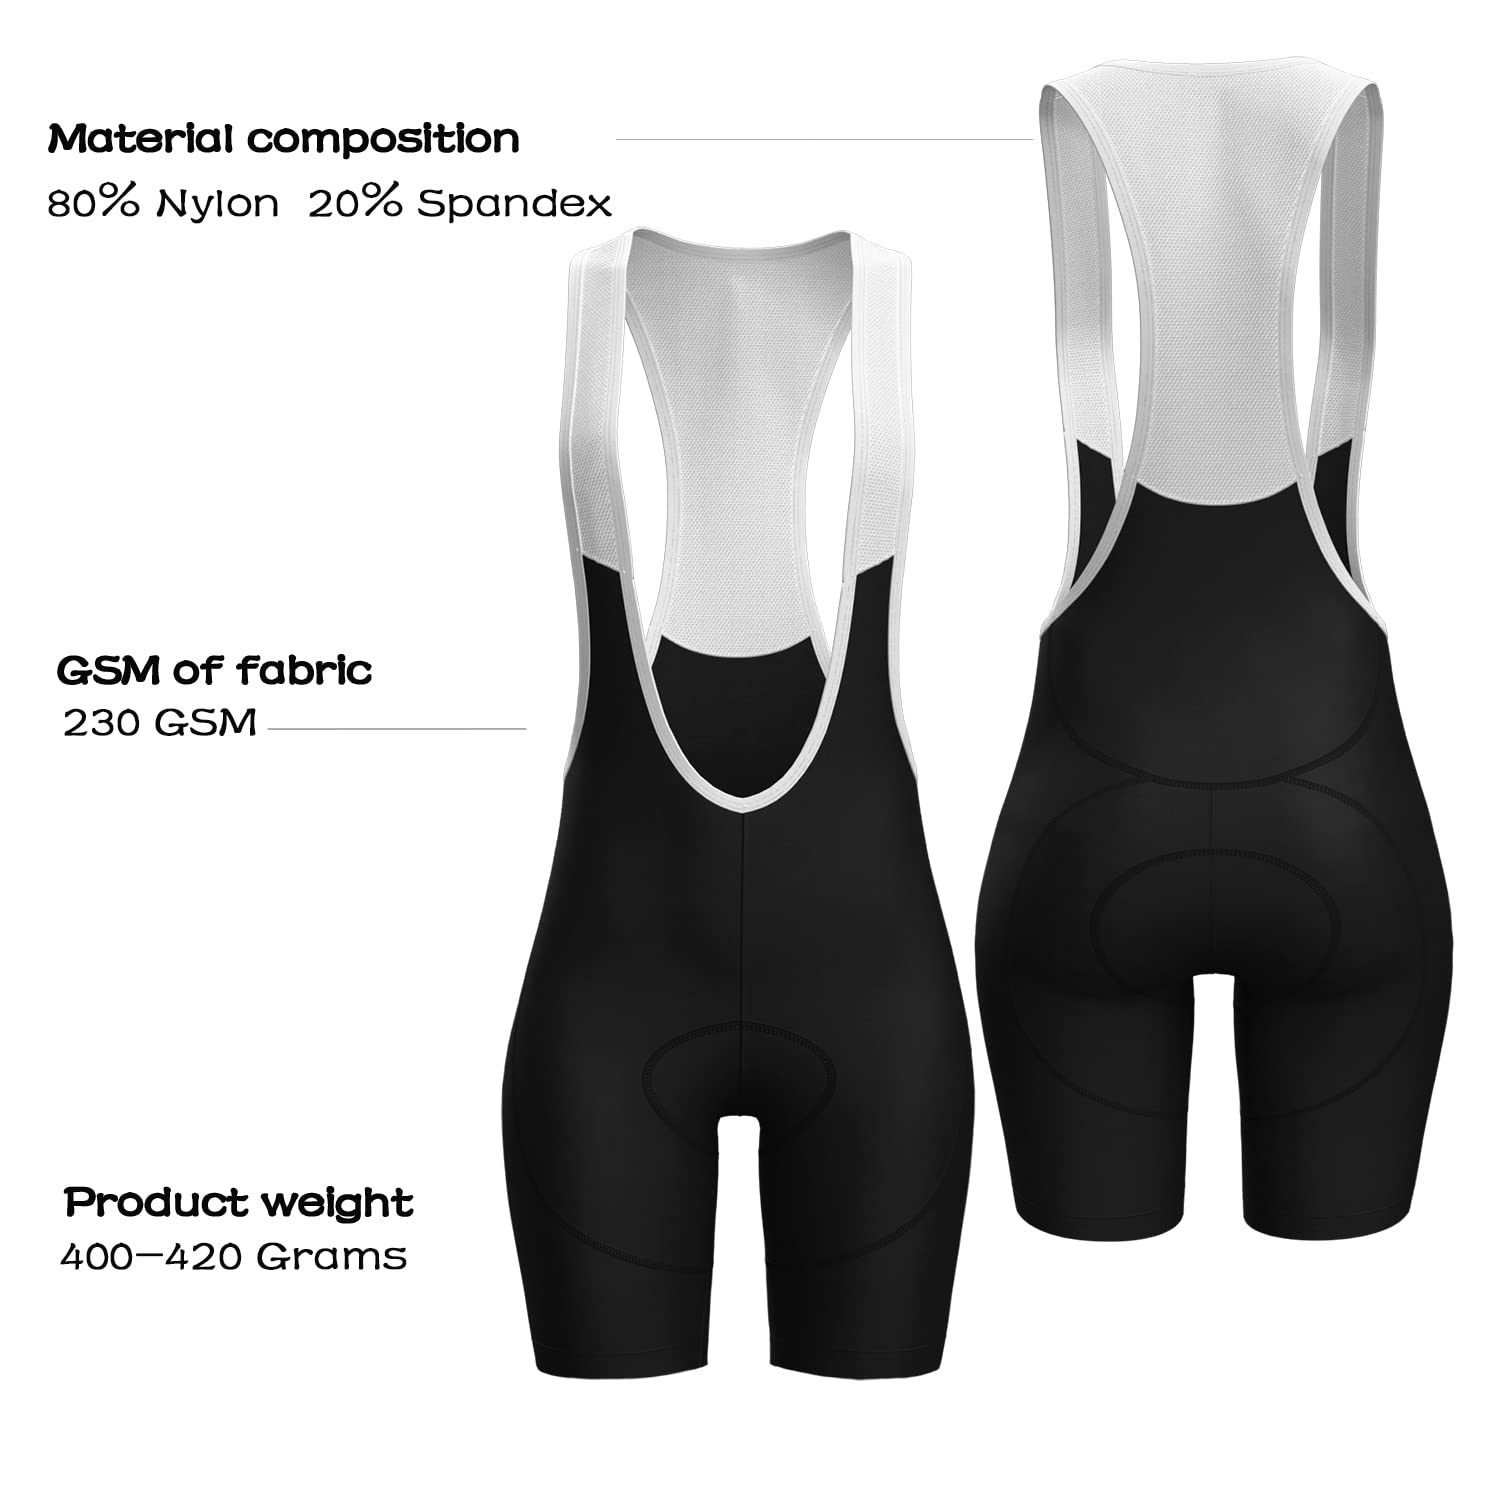 Material composition
80% Nylon 20% Spandex
GSM of fabric
230 GSM
Product weight
400-420 Grams